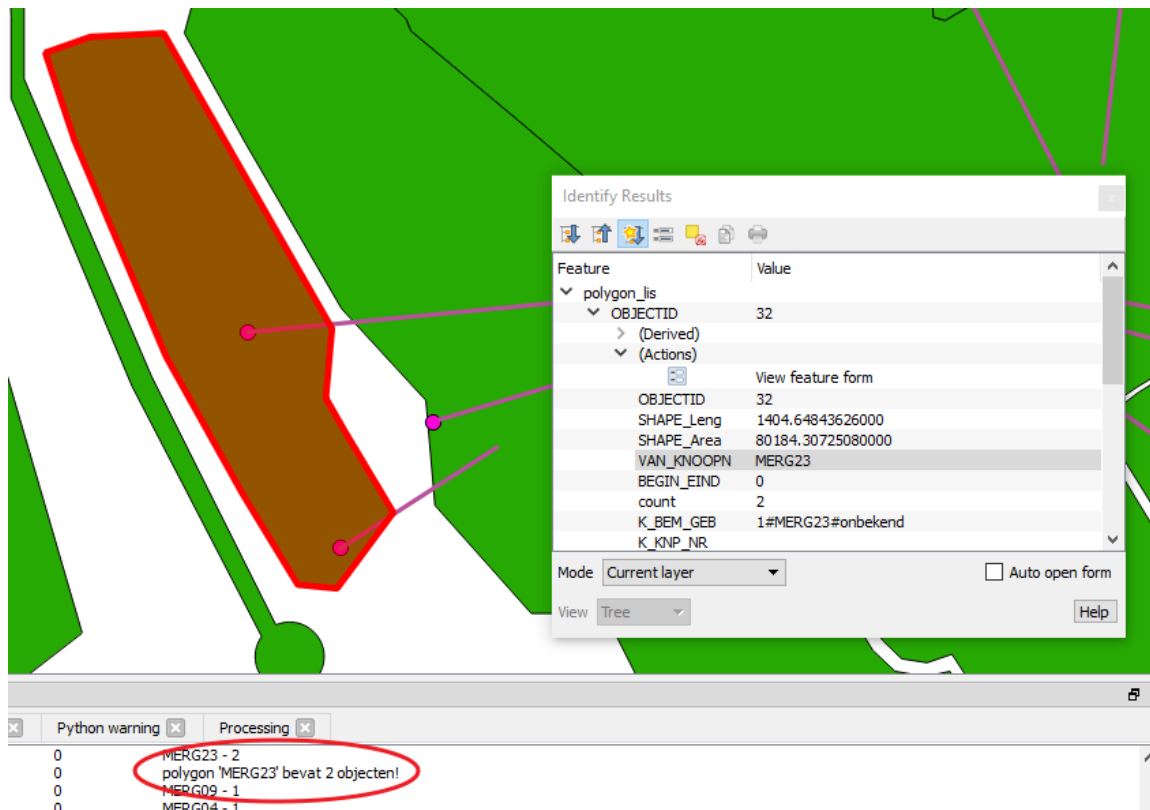 Identify Results
Feature Value
polygon_lis
OBJECTID 32
(Derived)
(Actions)
View feature form
OBJECTID 32
SHAPE_Leng 1404.64843626000
SHAPE_Area 80184.30725080000
VAN_KNOOPN MERG23
BEGIN_EIND 0
count 2
K_BEM_GEB 1#MERG23#onbekend
K_KNP_NR
Mode Current layer Auto open form
View Tree Help
Python warning Processing
0 MERG23 - 2
0 polygon 'MERG23' bevat 2 objecten!
0 MERG09 - 1
0 MERG04 - 1